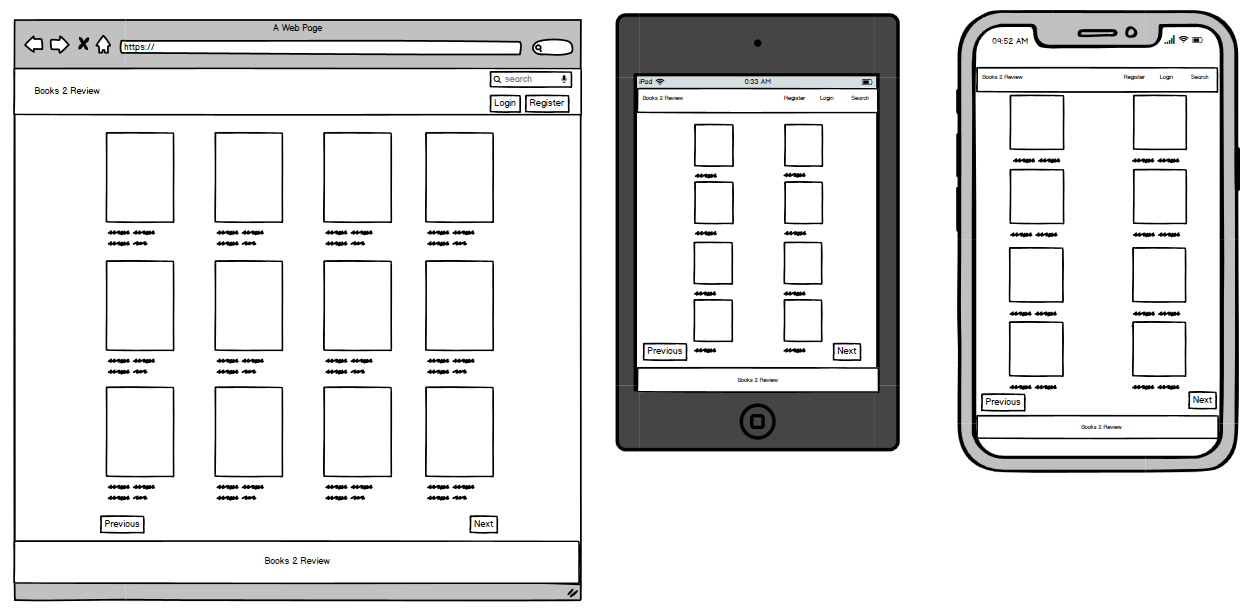 A Web Page
https://
search
Books 2 Review
Login Register
Previous Next
Books 2 Review
iPod 0:33 AM
Books 2 Review Register Login Search
Previous Next
Books 2 Review
09:52 AM
Books 2 Review Register Login Search
Previous Next
Books 2 Review